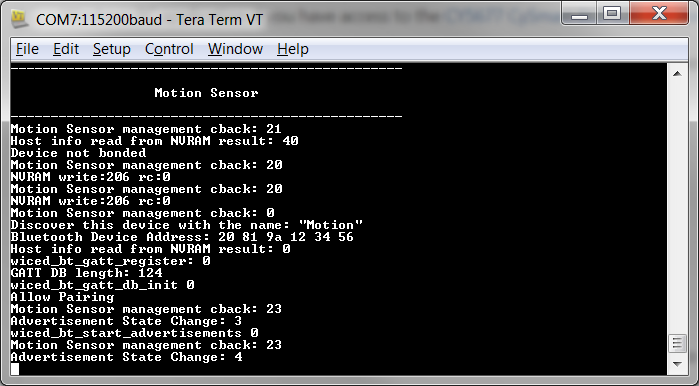 COM7:115200baud - Tera Term VT
File Edit Setup Control Window Help
--------------------------------------------------
Motion Sensor
--------------------------------------------------
Motion Sensor management cback: 21
Host info read from NVRAM result: 40
Device not bonded
Motion Sensor management cback: 20
NVRAM write:206 rc:0
Motion Sensor management cback: 20
NVRAM write:206 rc:0
Motion Sensor management cback: 0
Discover this device with the name: "Motion"
Bluetooth Device Address: 20 81 9a 12 34 56
Host info read from NVRAM result: 0
wiced_bt_gatt_register: 0
GATT DB length: 124
wiced_bt_gatt_db_init 0
Allow Pairing
Motion Sensor management cback: 23
Advertisement State Change: 3
wiced_bt_start_advertisements 0
Motion Sensor management cback: 23
Advertisement State Change: 4